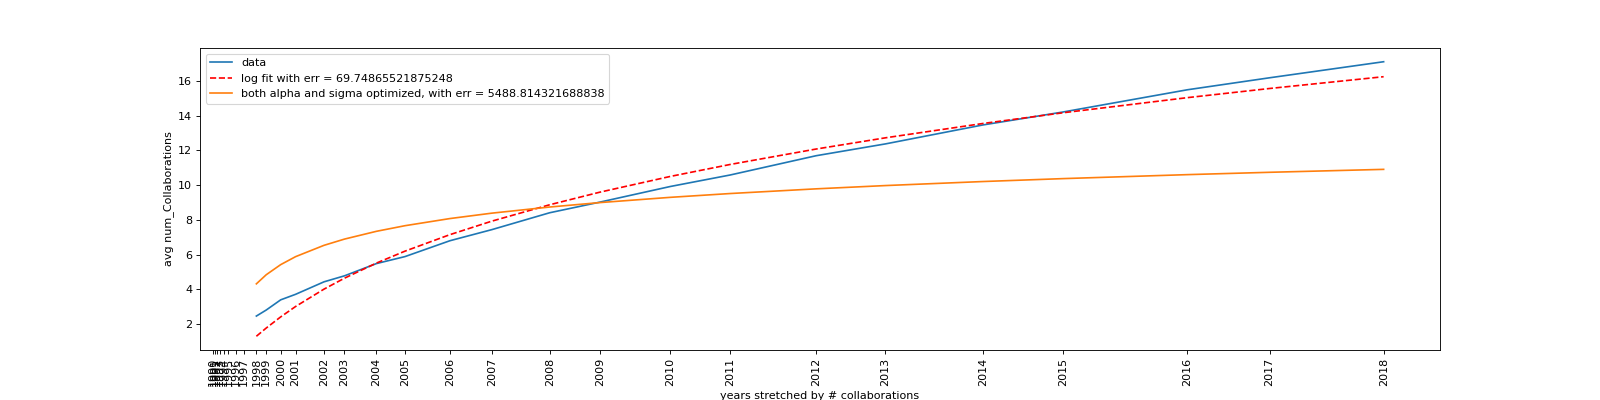 data
log fit with err = 69.74865521875248
both alpha and sigma optimized, with err = 5488.814321688838
16
14
12
10
8
6
4
2
avg num_Collaborations
1996 1997 1998 1999 2000 2001 2002 2003 2004 2005 2006 2007 2008 2009 2010 2011 2012 2013 2014 2015 2016 2017 2018
years stretched by # collaborations